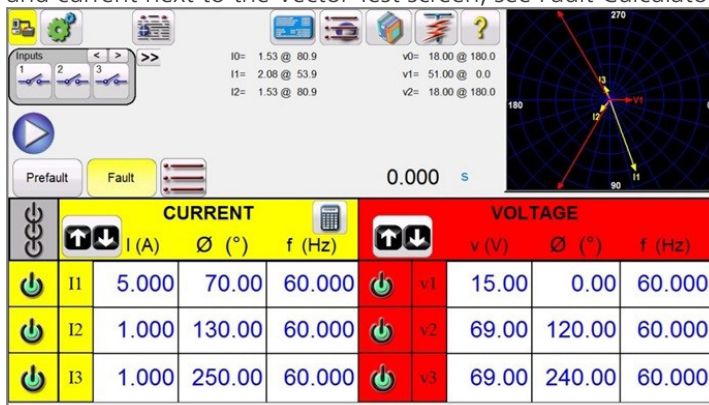 and current next to the Vector Test screen, see Fault Calculato
Inputs < > >>
1 2 3
I0= 1.53 @ 80.9 v0= 18.00 @ 180.0
I1= 2.08 @ 53.9 v1= 51.00 @ 0.0
I2= 1.53 @ 80.9 v2= 18.00 @ 180.0
270
I3
V1
180 0
I2
I1
90
Prefault Fault 0.000 s
CURRENT VOLTAGE
I (A) Ø (°) f (Hz) v (V) Ø (°) f (Hz)
I1 5.000 70.00 60.000 v1 15.00 0.00 60.000
I2 1.000 130.00 60.000 v2 69.00 120.00 60.000
I3 1.000 250.00 60.000 v3 69.00 240.00 60.000